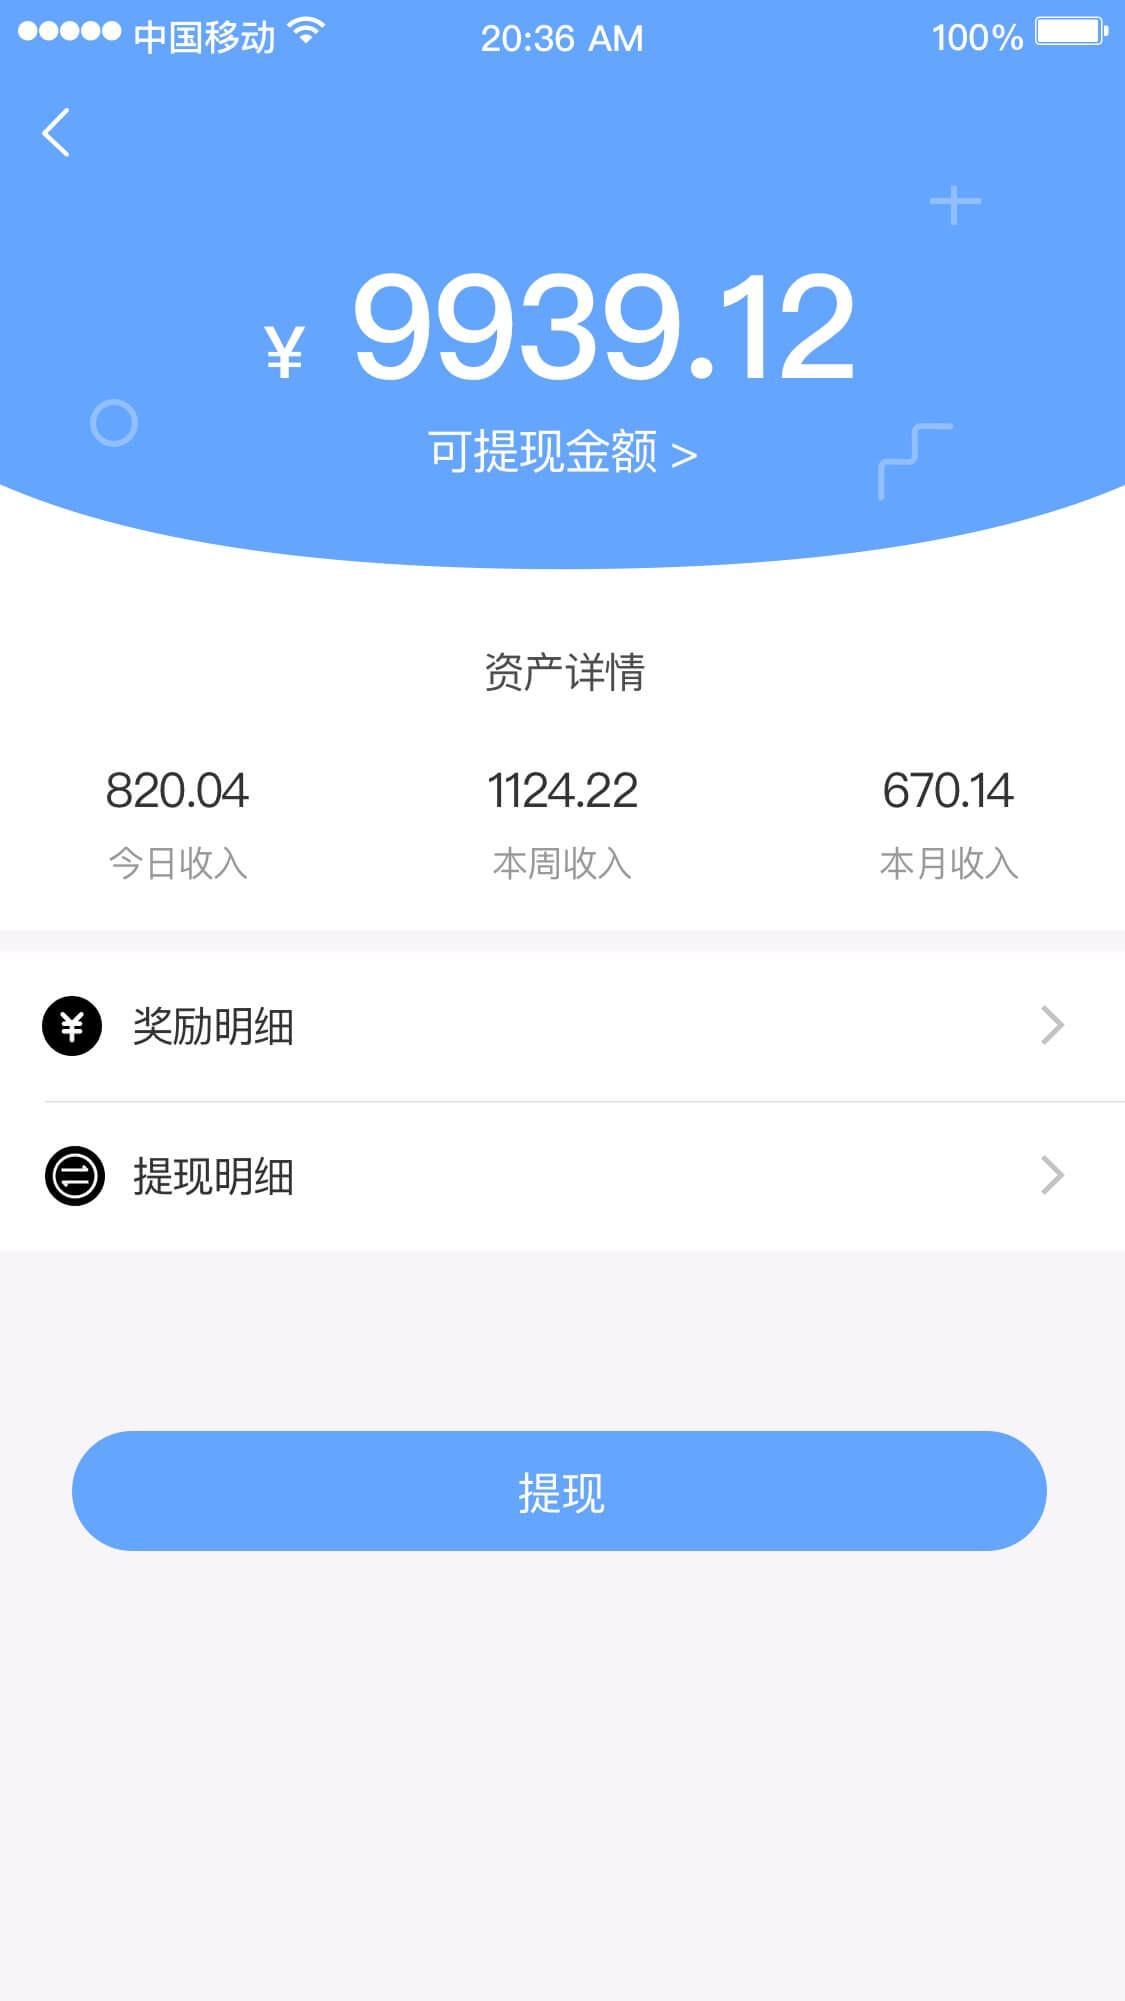 中国移动 20:36 AM 100%
¥ 9939.12
可提现金额 >
资产详情
820.04 1124.22 670.14
今日收入 本周收入 本月收入
¥ 奖励明细
提现明细
提现